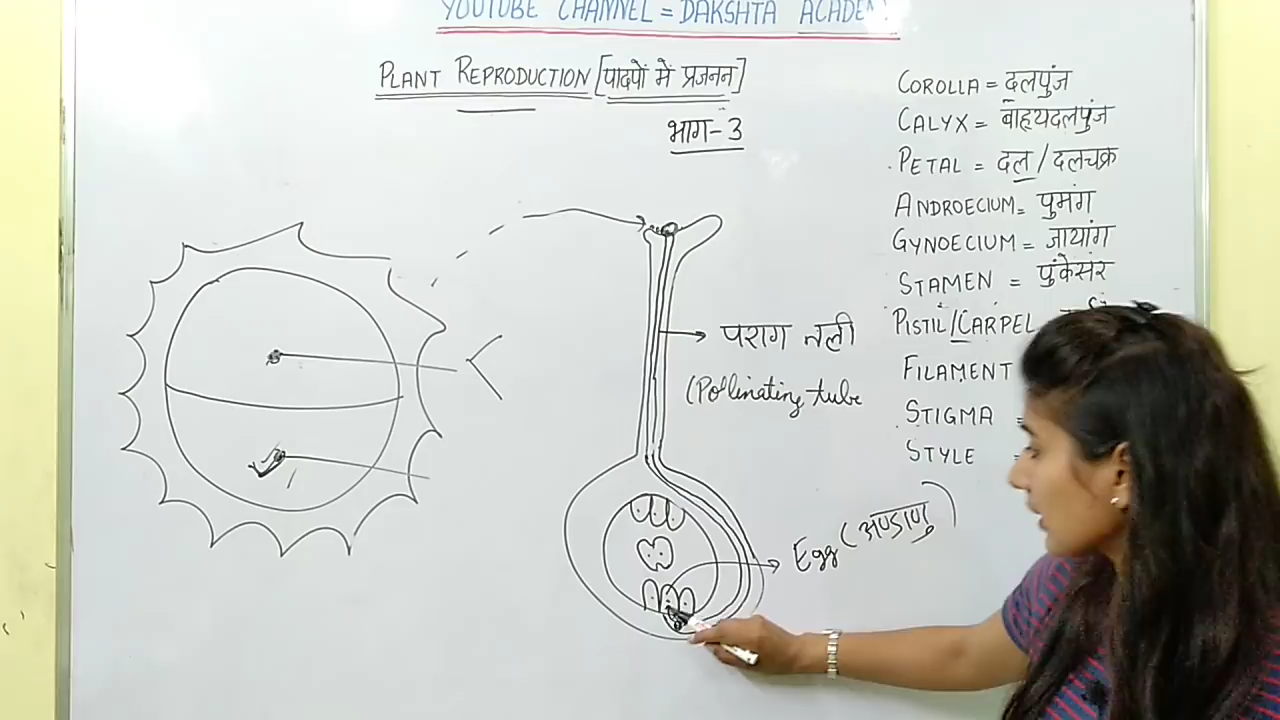 YOUTUBE CHANNEL = DAKSHTA ACADEM
PLANT REPRODUCTION [पादपों में प्रजनन]
भाग-3
COROLLA = दलपुंज
CALYX = बाह्यदलपुंज
PETAL = दल/दलचक्र
ANDROECIUM = पुमंग
GYNOECIUM = जायांग
STAMEN = पुंकेसर
PISTIL/CARPEL
FILAMENT
STIGMA =
STYLE =
पराग नली
(Pollinating tube
Egg (अण्डाणु)